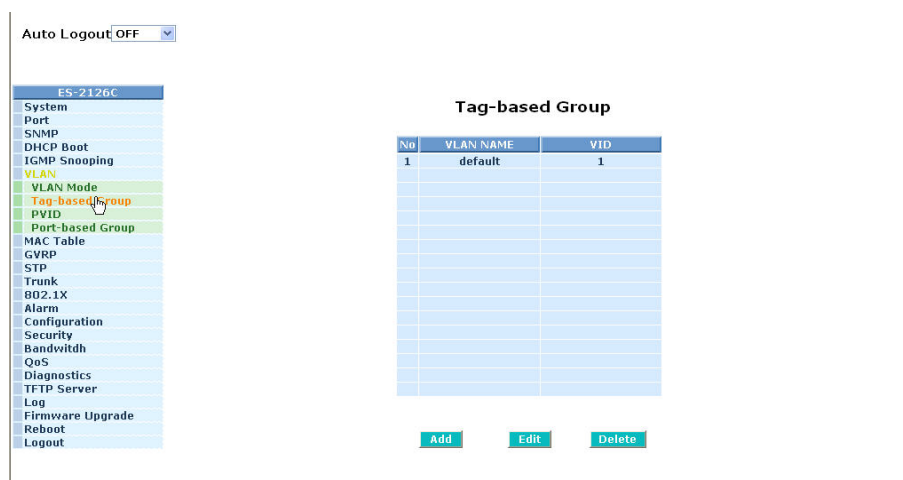 Auto Logout OFF
ES-2126C
System
Port
SNMP
DHCP Boot
IGMP Snooping
VLAN
VLAN Mode
Tag-based Group
PVID
Port-based Group
MAC Table
GVRP
STP
Trunk
802.1X
Alarm
Configuration
Security
Bandwitdh
QoS
Diagnostics
TFTP Server
Log
Firmware Upgrade
Reboot
Logout
Tag-based Group
No VLAN NAME VID
1 default 1
Add Edit Delete